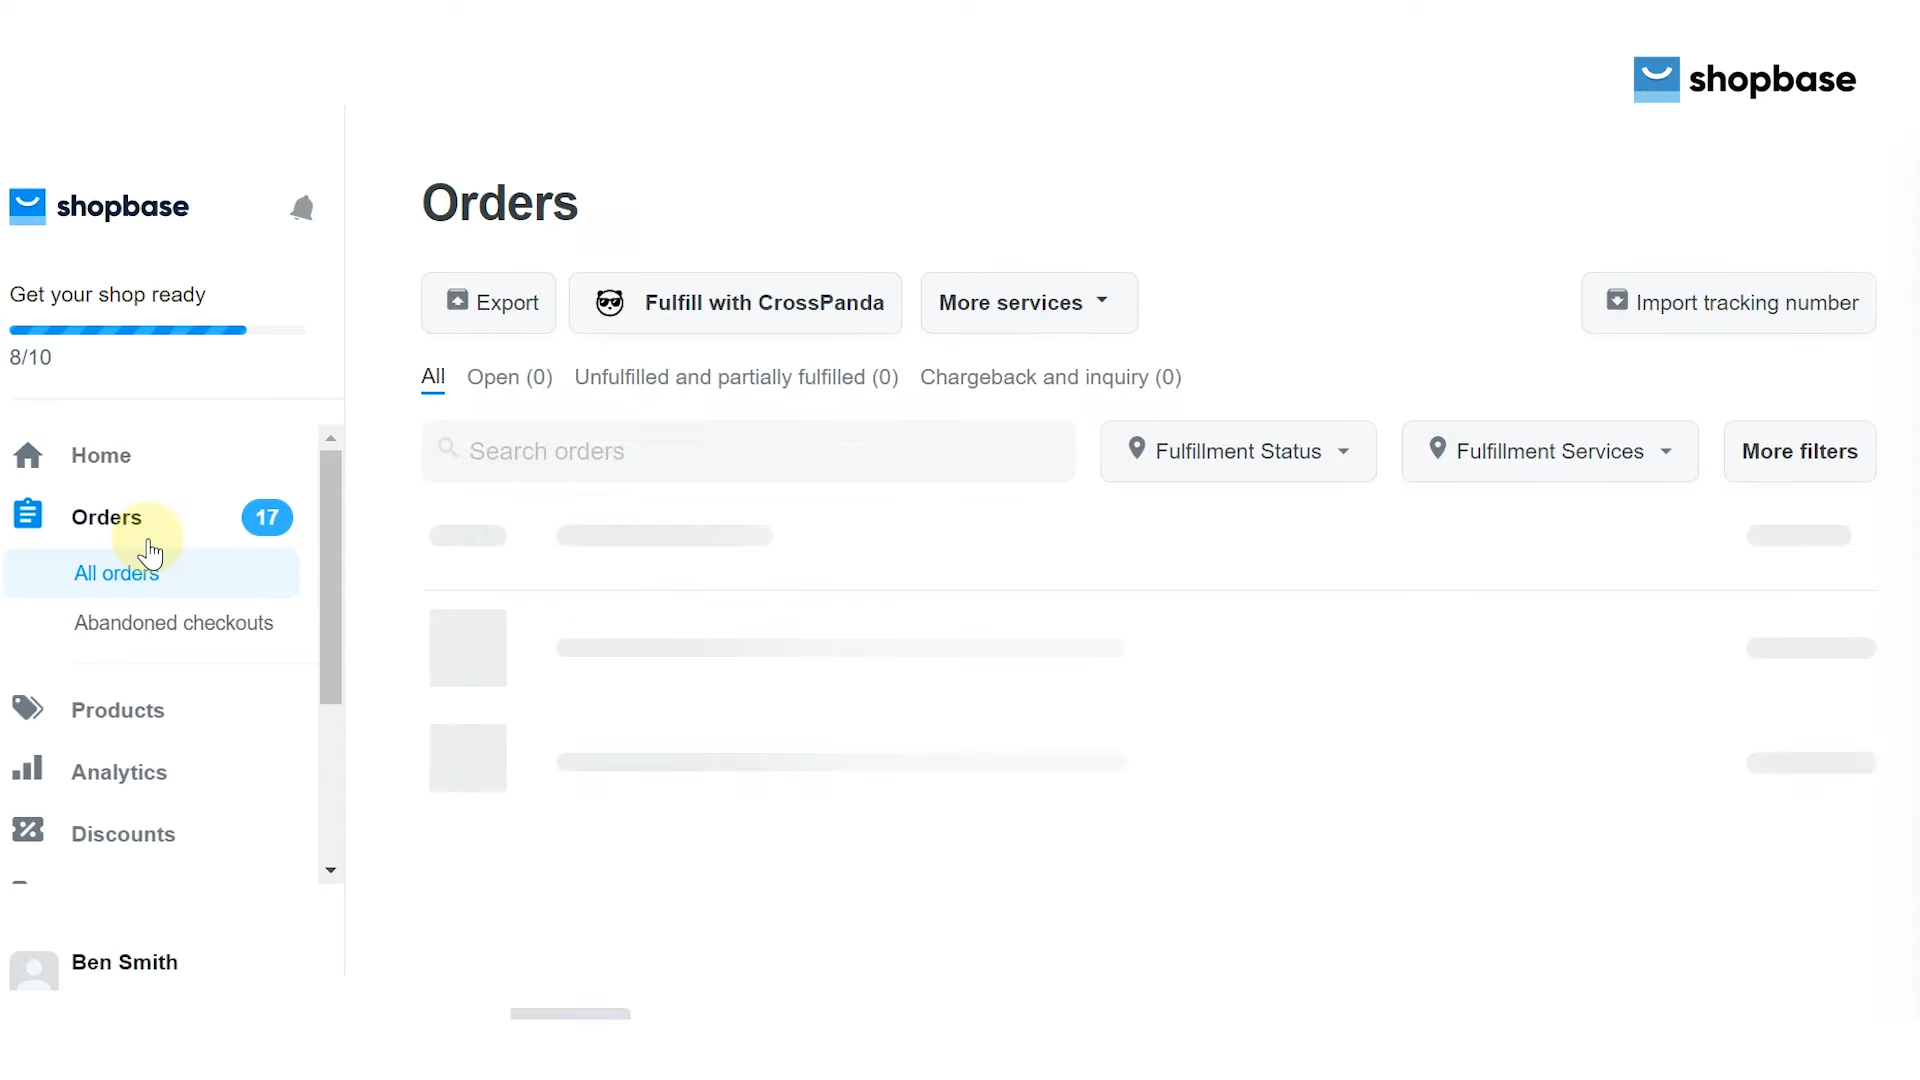 shopbase
shopbase
Get your shop ready
8/10
Home
Orders 17
All orders
Abandoned checkouts
Products
Analytics
Discounts
Ben Smith
Orders
Export Fulfill with CrossPanda More services Import tracking number
All Open (0) Unfulfilled and partially fulfilled (0) Chargeback and inquiry (0)
Search orders Fulfillment Status Fulfillment Services More filters